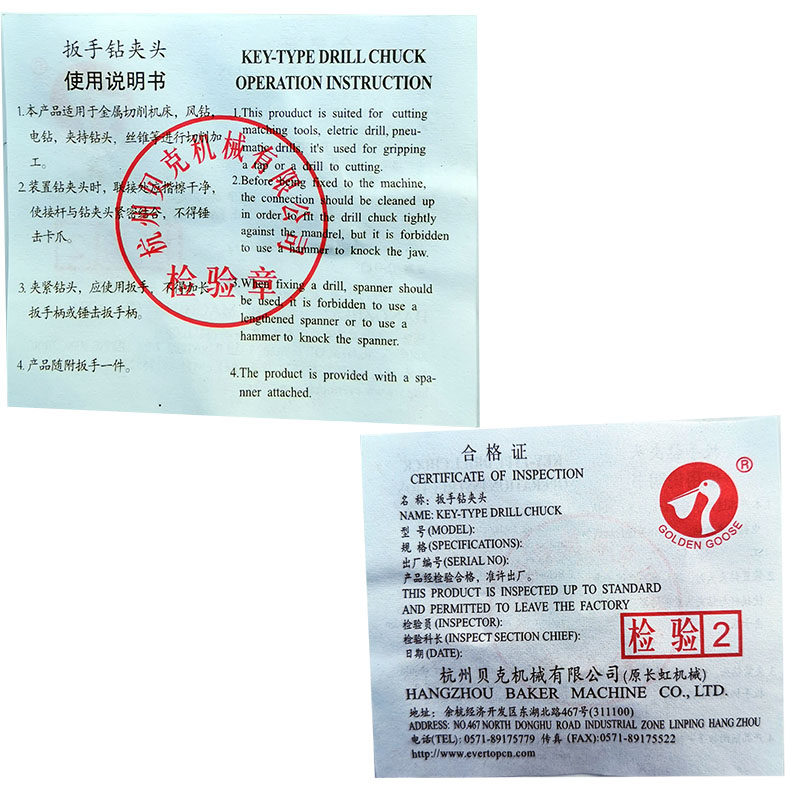 扳手钻夹头
使用说明书
1.本产品适用于金属切削机床，风钻，
电钻，夹持钻头，丝锥等进行切削加
工。
2.装置钻夹头时，联接处应揩檫干净，
使接杆与钻夹头紧密结合，不得锤
击卡爪。
3.夹紧钻头，应使用扳手，不得加长
扳手柄或锤击扳手柄。
4.产品随附扳手一件。
KEY-TYPE DRILL CHUCK
OPERATION INSTRUCTION
1.This prouduct is suited for cutting
matching tools, eletric drill, pneu-
matic drills, it's used for gripping
a tap or a drill to cutting.
2.Before being fixed to the machine,
the connection should be cleaned up
in order to fit the drill chuck tightly
against the mandrel, but it is forbidden
to use a hammer to knock the jaw.
3.When fixing a drill, spanner should
be used, it is forbidden to use a
lengthened spanner or to use a
hammer to knock the spanner.
4.The product is provided with a spa-
nner attached.
杭州贝克机械有限公司
检验章
合格证
CERTIFICATE OF INSPECTION
名 称：扳手钻夹头
NAME: KEY-TYPE DRILL CHUCK
型 号(MODEL):
规 格(SPECIFICATIONS):
出厂编号(SERIAL NO):
产品经检验合格，准许出厂。
THIS PRODUCT IS INSPECTED UP TO STANDARD
AND PERMITTED TO LEAVE THE FACTORY
检验员(INSPECTOR):
检验科长(INSPECT SECTION CHIEF):
日期(DATE):
®
GOLDEN GOOSE
检验2
杭州贝克机械有限公司(原长虹机械)
HANGZHOU BAKER MACHINE CO., LTD.
地址：余杭经济开发区东湖北路467号(311100)
ADDRESS: NO.467 NORTH DONGHU ROAD INDUSTRIAL ZONE LINPING HANG ZHOU
电话(TEL): 0571-89175779 传真(FAX):0571-89175522
http://www.evertopcn.com